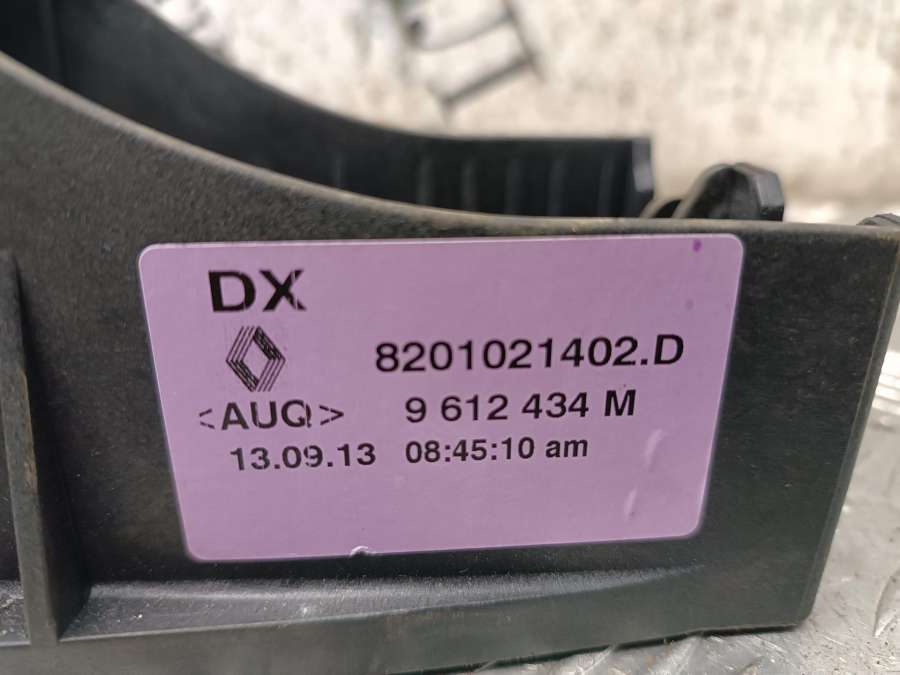 DX
8201021402.D
<AUQ> 9 612 434 M
13.09.13 08:45:10 am